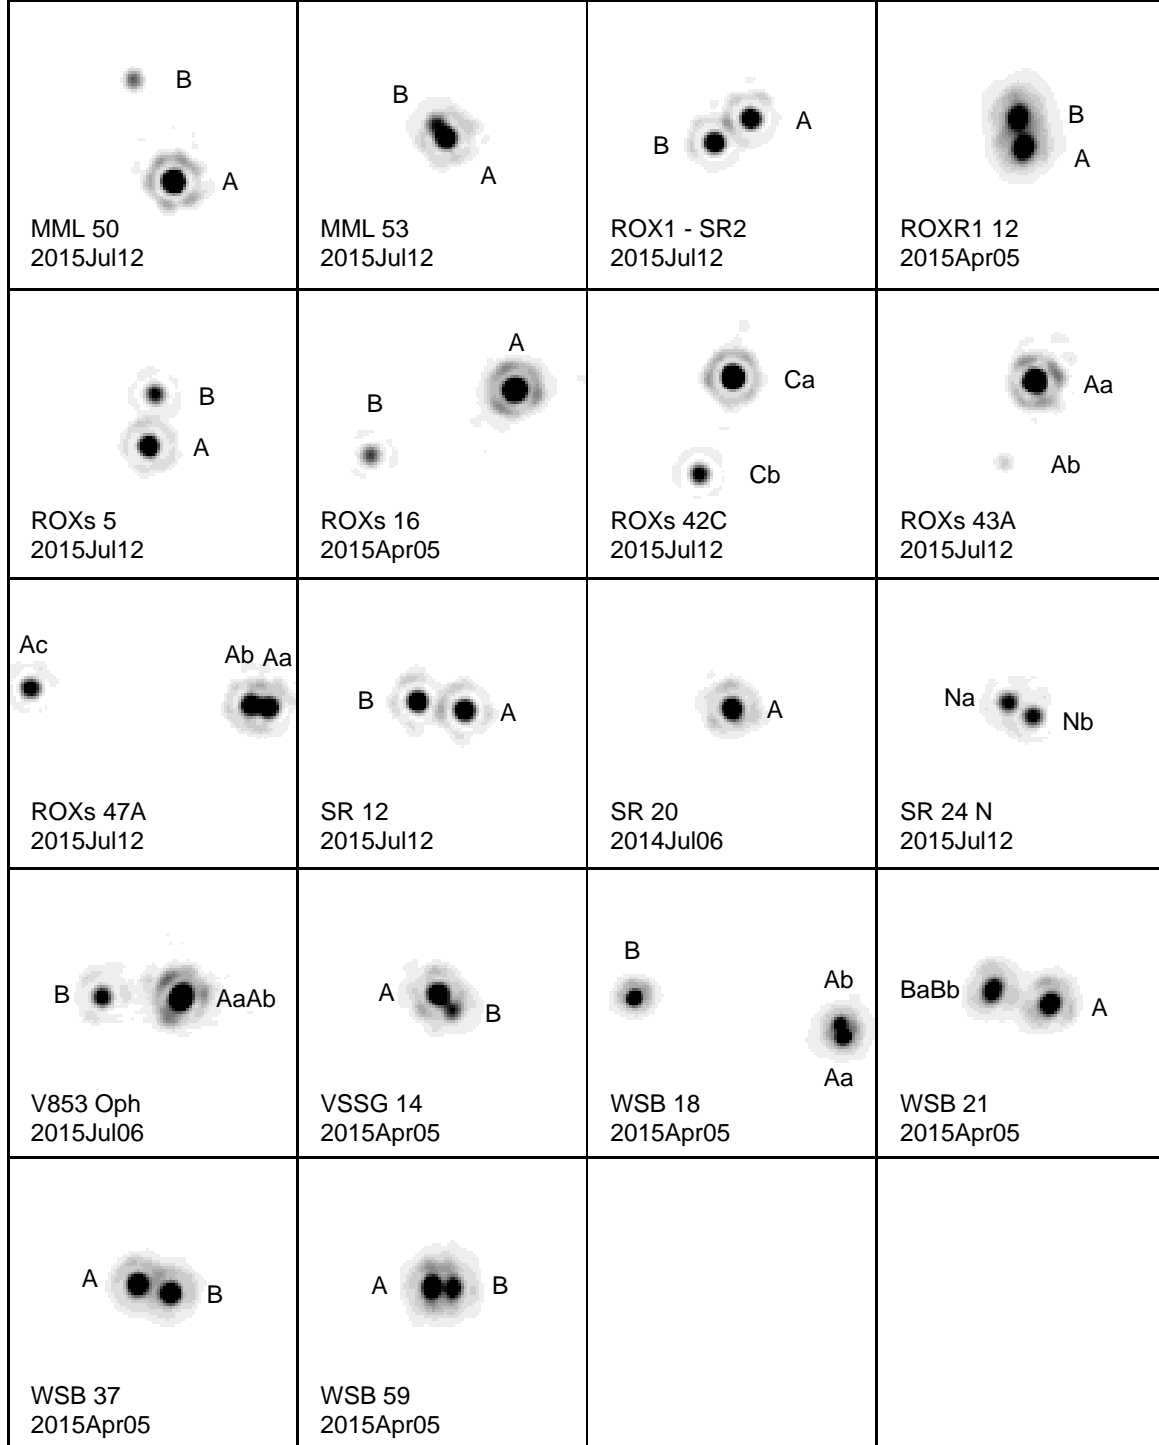 B
A
MML 50
2015Jul12
B
A
MML 53
2015Jul12
A
B
ROX1 - SR2
2015Jul12
B
A
ROXR1 12
2015Apr05
B
A
ROXs 5
2015Jul12
A
B
ROXs 16
2015Apr05
Ca
Cb
ROXs 42C
2015Jul12
Aa
Ab
ROXs 43A
2015Jul12
Ac
Ab Aa
ROXs 47A
2015Jul12
B
A
SR 12
2015Jul12
A
SR 20
2014Jul06
Na
Nb
SR 24 N
2015Jul12
B
AaAb
V853 Oph
2015Jul06
A
B
VSSG 14
2015Apr05
B
Ab
Aa
WSB 18
2015Apr05
BaBb
A
WSB 21
2015Apr05
A
B
WSB 37
2015Apr05
A
B
WSB 59
2015Apr05